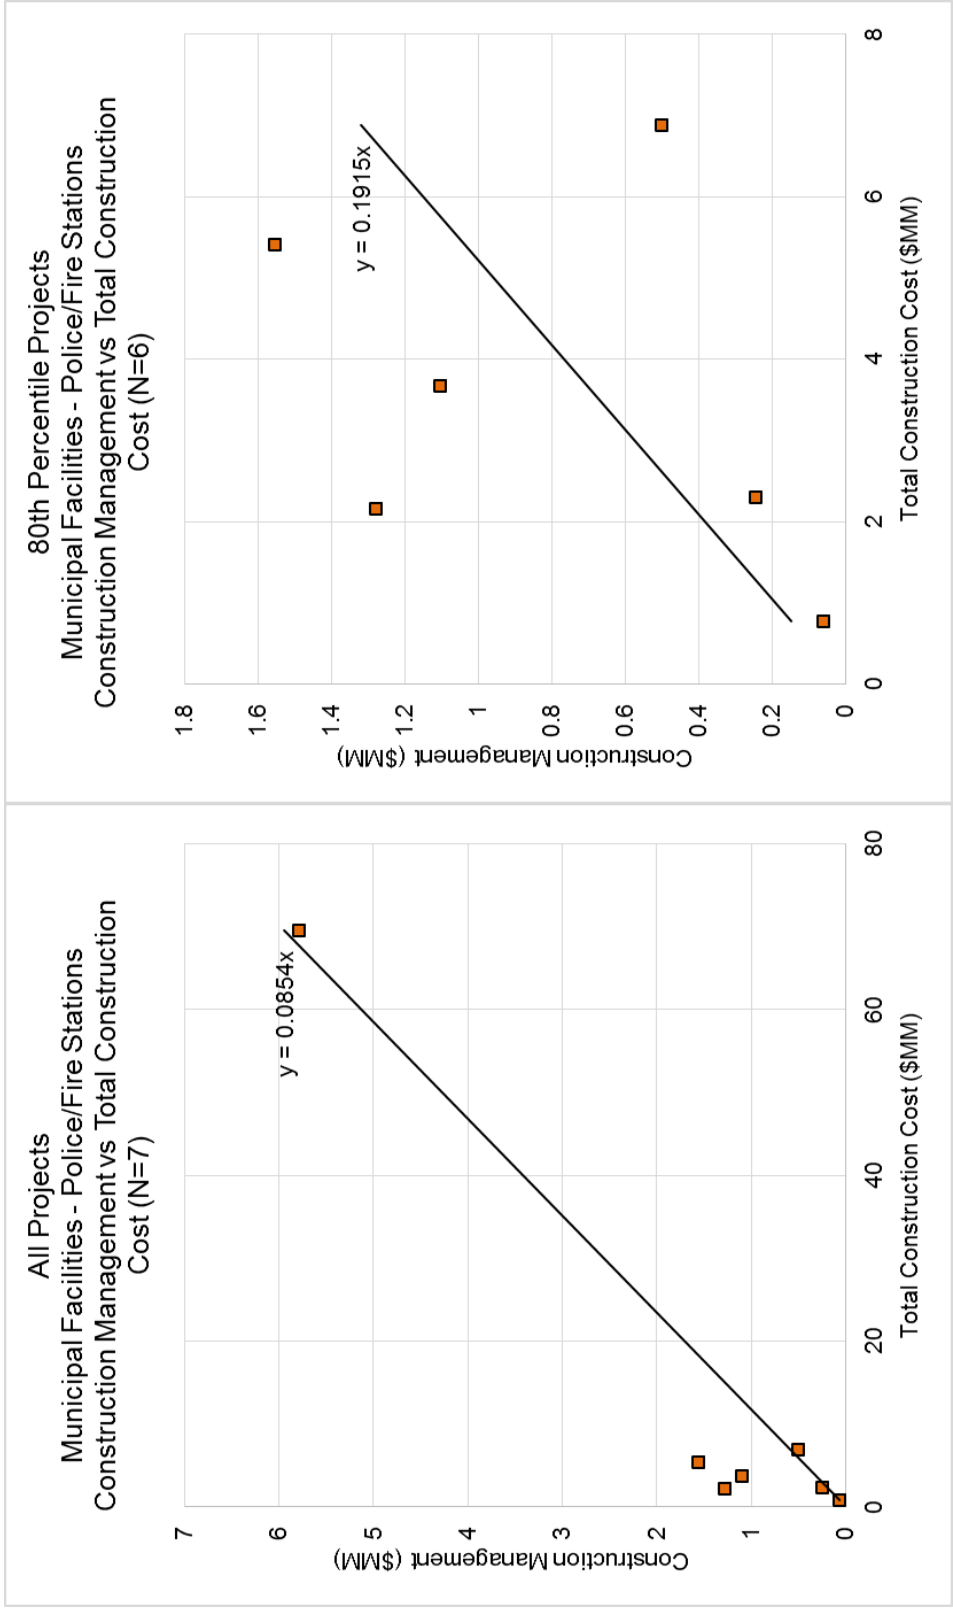 All Projects
Municipal Facilities - Police/Fire Stations
Construction Management vs Total Construction
Cost (N=7)
Construction Management ($MM)
7
6
5
4
3
2
1
0
y = 0.0854x
0
20
40
60
80
Total Construction Cost ($MM)
80th Percentile Projects
Municipal Facilities - Police/Fire Stations
Construction Management vs Total Construction
Cost (N=6)
Construction Management ($MM)
1.8
1.6
1.4
1.2
1
0.8
0.6
0.4
0.2
0
y = 0.1915x
0
2
4
6
8
Total Construction Cost ($MM)